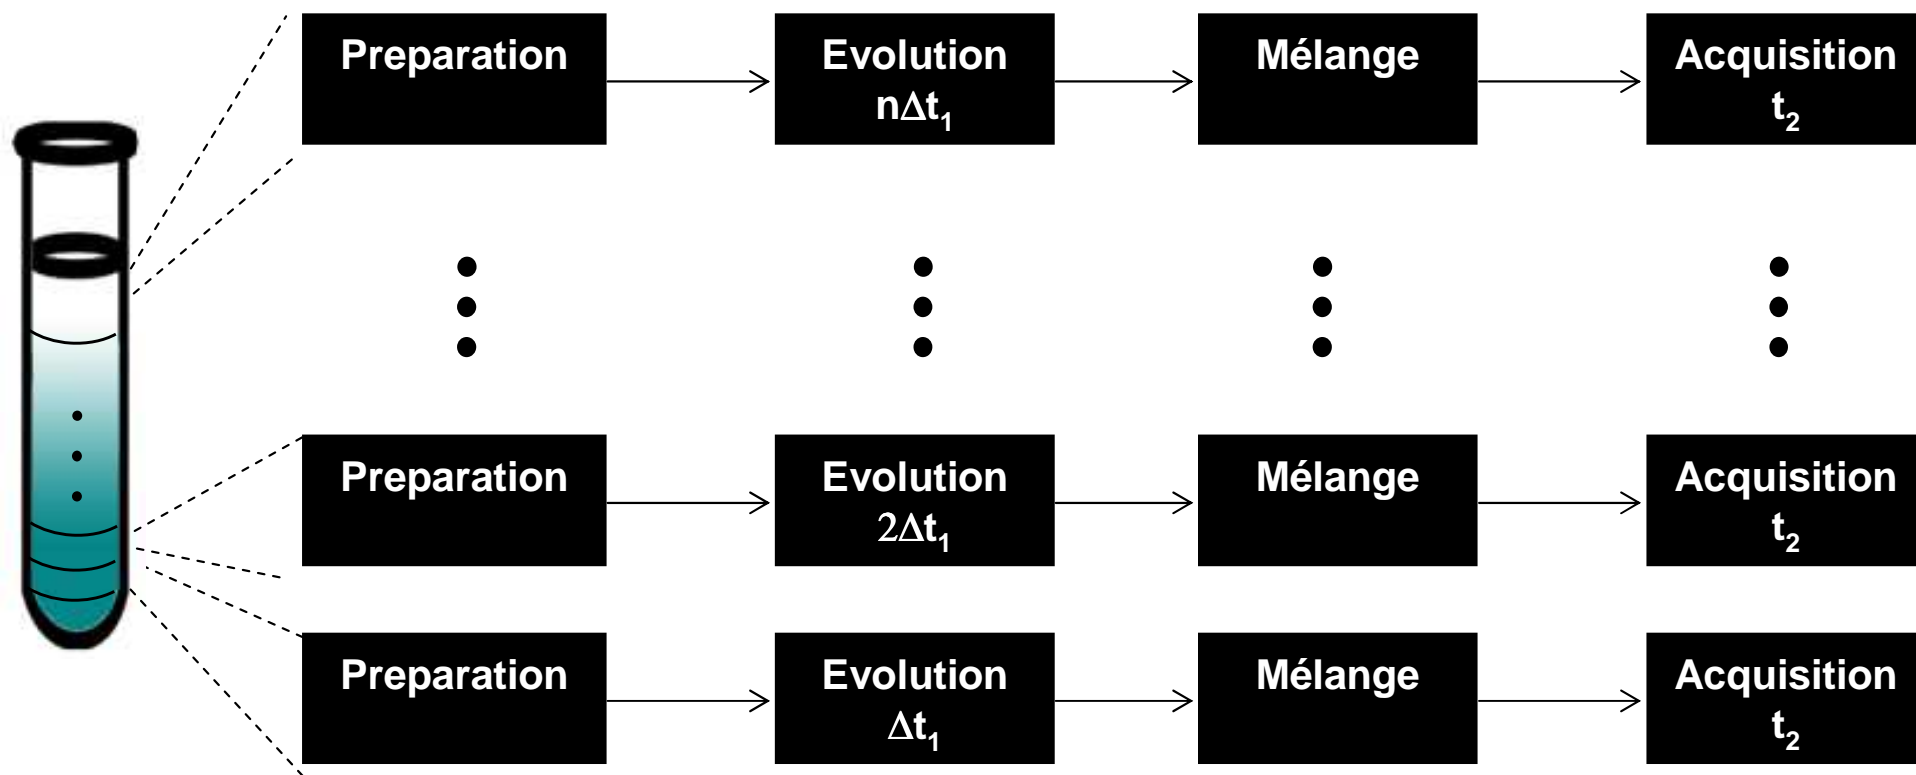 Preparation
Evolution
nΔt₁
Mélange
Acquisition
t₂
Preparation
Evolution
2Δt₁
Mélange
Acquisition
t₂
Preparation
Evolution
Δt₁
Mélange
Acquisition
t₂